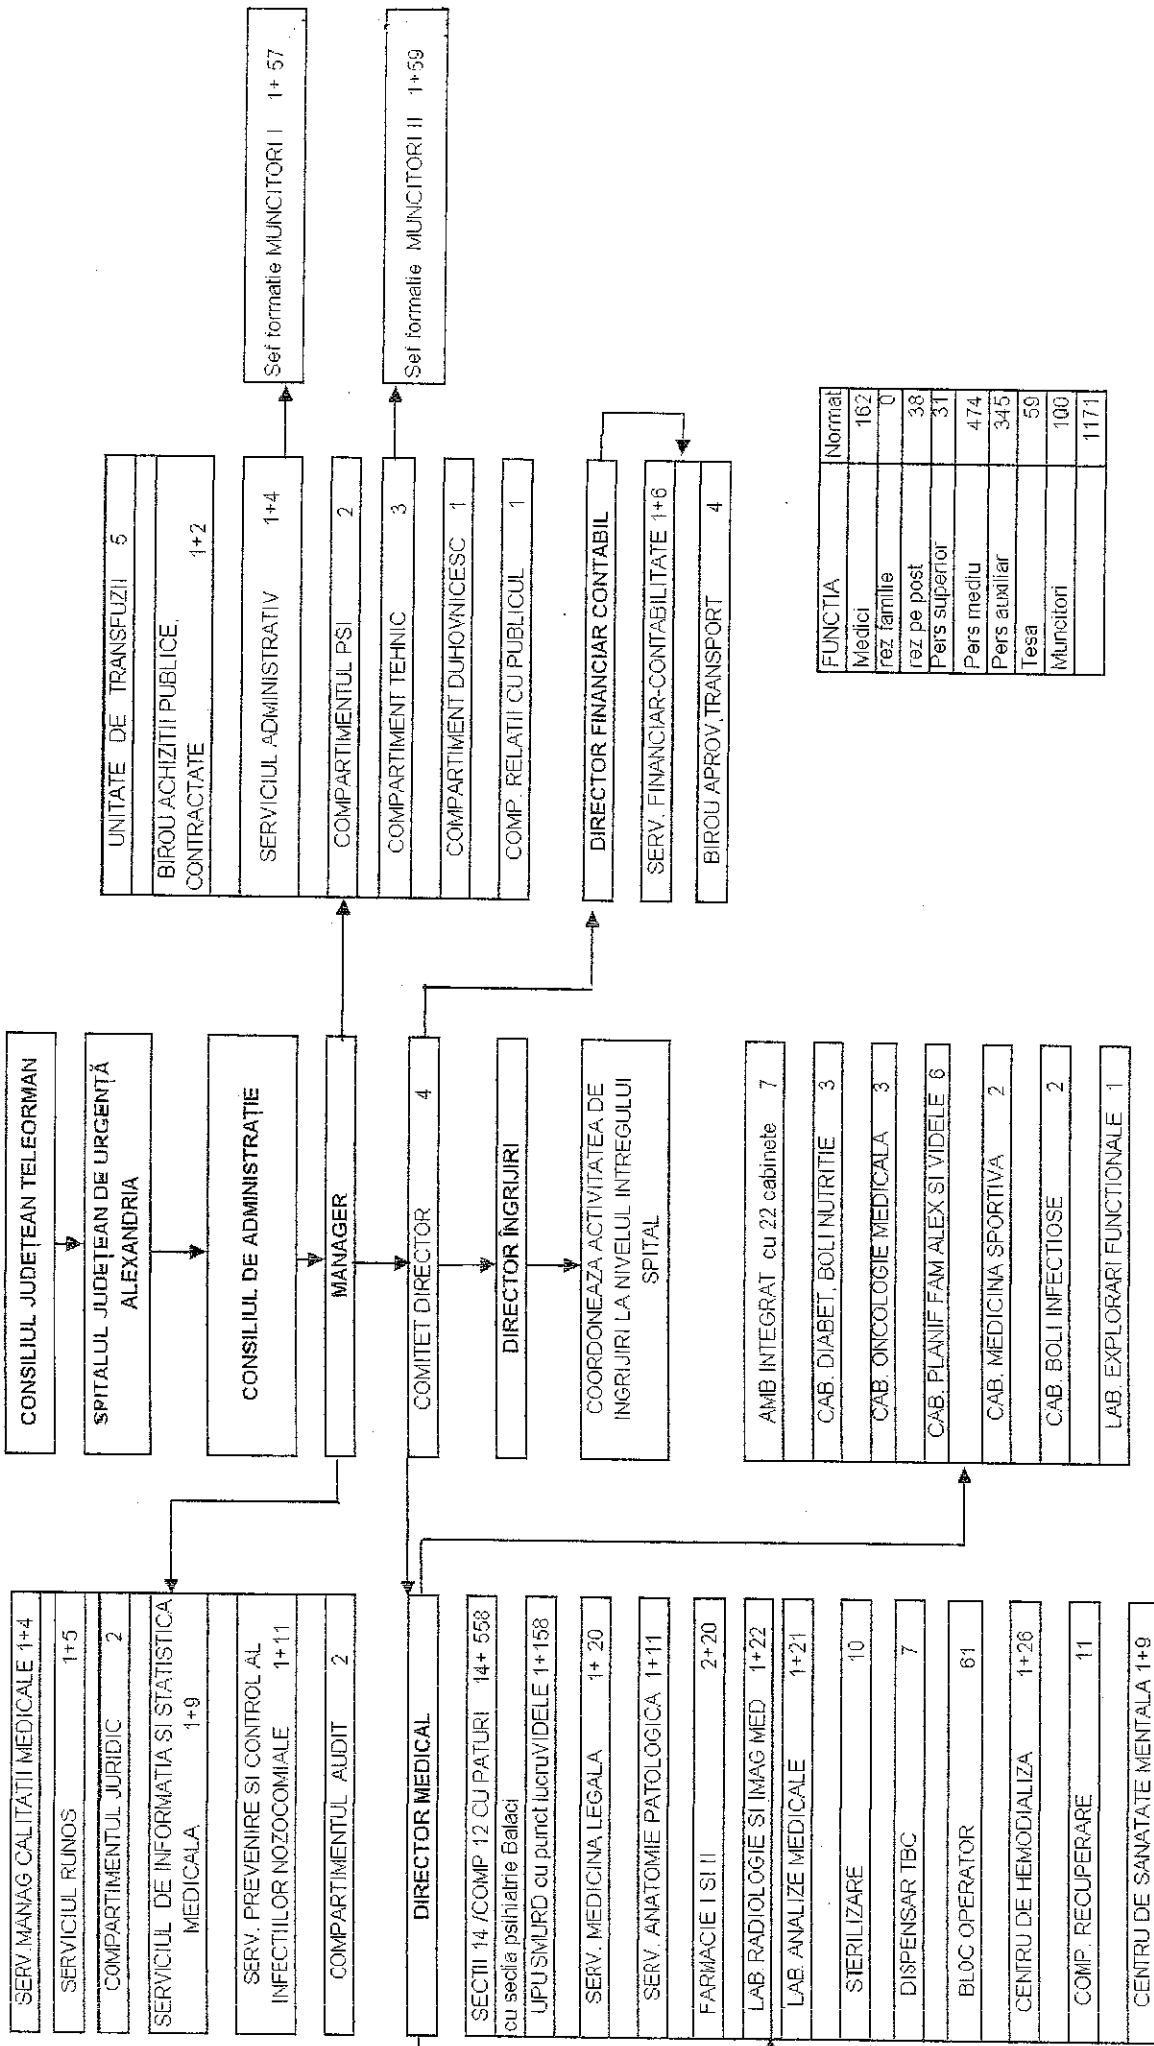 CONSILIUL JUDEȚEAN TELEORMAN
SPITALUL JUDEȚEAN DE URGENȚĂ
ALEXANDRIA
CONSILIUL DE ADMINISTRAȚIE
MANAGER
COMITET DIRECTOR 4
DIRECTOR ÎNGRIJIRI
COORDONEAZA ACTIVITATEA DE
INGRIJIRI LA NIVELUL INTREGULUI
SPITAL
SERV.MANAG CALITATII MEDICALE 1+4
SERVICIUL RUNOS 1+5
COMPARTIMENTUL JURIDIC 2
SERVICIUL DE INFORMATIA SI STATISTICA
MEDICALA 1+9
SERV. PREVENIRE SI CONTROL AL
INFECTIILOR NOZOCOMIALE 1+11
COMPARTIMENTUL AUDIT 2
DIRECTOR MEDICAL
SECTII 14 /COMP 12 CU PATURI 14+ 558
cu sectia psihiatrie Balaci
UPU SMURD cu punct lucru VIDELE 1+158
SERV. MEDICINA LEGALA 1+ 20
SERV. ANATOMIE PATOLOGICA 1+11
FARMACIE I SI II 2+20
LAB. RADIOLOGIE SI IMAG MED 1+22
LAB. ANALIZE MEDICALE 1+21
STERILIZARE 10
DISPENSAR TBC 7
BLOC OPERATOR 61
CENTRU DE HEMODIALIZA 1+26
COMP. RECUPERARE 11
CENTRU DE SANATATE MENTALA 1+9
AMB INTEGRAT cu 22 cabinete 7
CAB. DIABET, BOLI NUTRITIE 3
CAB. ONCOLOGIE MEDICALA 3
CAB. PLANIF FAM ALEX SI VIDELE 6
CAB. MEDICINA SPORTIVA 2
CAB. BOLI INFECTIOSE 2
LAB. EXPLORARI FUNCTIONALE 1
UNITATE DE TRANSFUZII 5
BIROU ACHIZITII PUBLICE,
CONTRACTATE 1+2
SERVICIUL ADMINISTRATIV 1+4
COMPARTIMENTUL PSI 2
COMPARTIMENT TEHNIC 3
COMPARTIMENT DUHOVNICESC 1
COMP. RELATII CU PUBLICUL 1
Sef formatie MUNCITORI I 1+ 57
Sef formatie MUNCITORI II 1+59
DIRECTOR FINANCIAR CONTABIL
SERV. FINANCIAR-CONTABILITATE 1+6
BIROU APROV,TRANSPORT 4
FUNCTIA Normat
Medici 162
rez familie 0
rez pe post 38
Pers superior 31
Pers mediu 474
Pers auxiliar 345
Tesa 59
Muncitori 100
1171